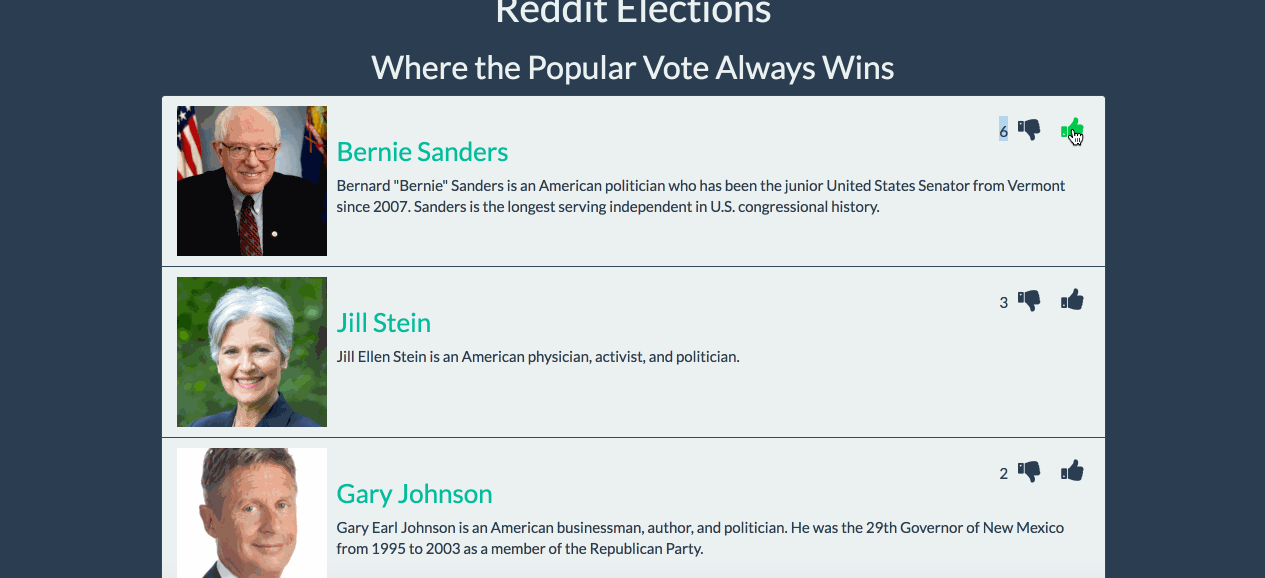 Reddit Elections
Where the Popular Vote Always Wins
6
Bernie Sanders
Bernard "Bernie" Sanders is an American politician who has been the junior United States Senator from Vermont
since 2007. Sanders is the longest serving independent in U.S. congressional history.
3
Jill Stein
Jill Ellen Stein is an American physician, activist, and politician.
2
Gary Johnson
Gary Earl Johnson is an American businessman, author, and politician. He was the 29th Governor of New Mexico
from 1995 to 2003 as a member of the Republican Party.